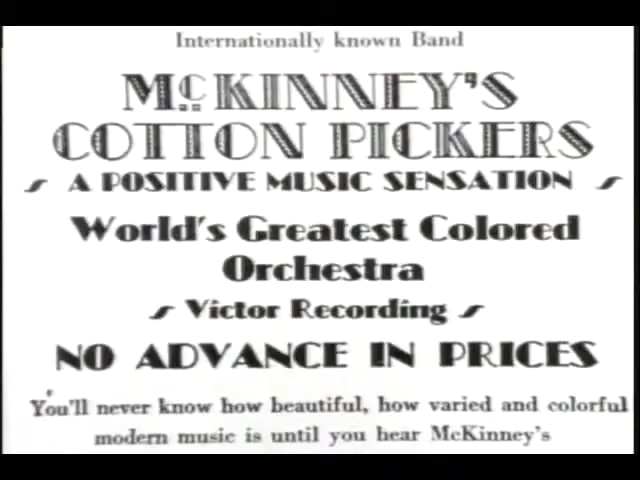 Internationally known Band
McKINNEY'S
COTTON PICKERS
A POSITIVE MUSIC SENSATION
World's Greatest Colored
Orchestra
Victor Recording
NO ADVANCE IN PRICES
You'll never know how beautiful, how varied and colorful
modern music is until you hear McKinney's